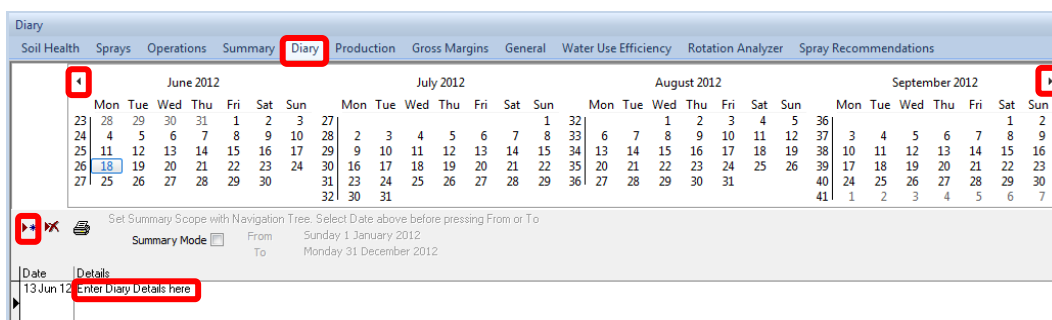 Diary
Soil Health Sprays Operations Summary Diary Production Gross Margins General Water Use Efficiency Rotation Analyzer Spray Recommendations
June 2012 July 2012 August 2012 September 2012
Mon Tue Wed Thu Fri Sat Sun Mon Tue Wed Thu Fri Sat Sun Mon Tue Wed Thu Fri Sat Sun Mon Tue Wed Thu Fri Sat Sun
23 28 29 30 31 1 2 3 27 1 32 1 2 3 4 5 36 1 2
24 4 5 6 7 8 9 10 28 2 3 4 5 6 7 8 33 6 7 8 9 10 11 12 37 3 4 5 6 7 8 9
25 11 12 13 14 15 16 17 29 9 10 11 12 13 14 15 34 13 14 15 16 17 18 19 38 10 11 12 13 14 15 16
26 18 19 20 21 22 23 24 30 16 17 18 19 20 21 22 35 20 21 22 23 24 25 26 39 17 18 19 20 21 22 23
27 25 26 27 28 29 30 31 23 24 25 26 27 28 29 36 27 28 29 30 31 40 24 25 26 27 28 29 30
32 30 31 41 1 2 3 4 5 6 7
Set Summary Scope with Navigation Tree. Select Date above before pressing From or To
Summary Mode From Sunday 1 January 2012
To Monday 31 December 2012
Date Details
13 Jun 12 Enter Diary Details here